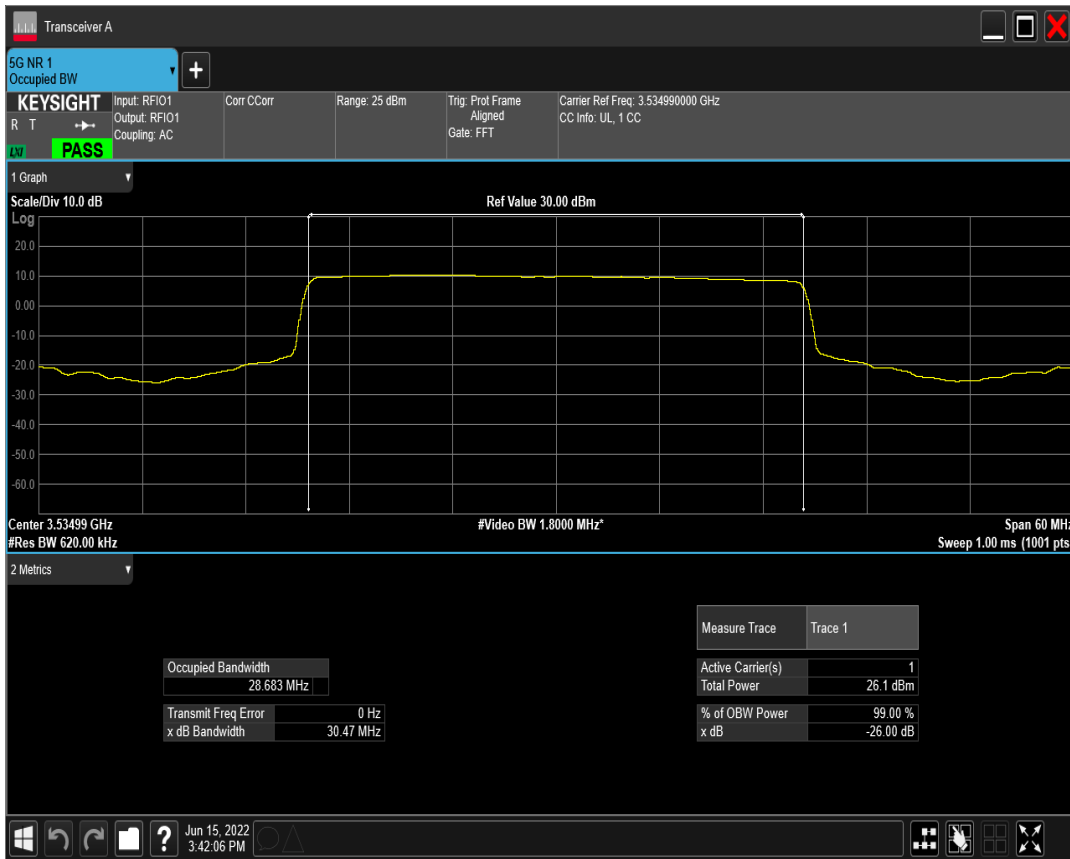 Transceiver A
5G NR 1
Occupied BW
KEYSIGHT
R T
LXI
PASS
Input: RFIO1
Output: RFIO1
Coupling: AC
Corr CCorr
Range: 25 dBm
Trig: Prot Frame
Aligned
Gate: FFT
Carrier Ref Freq: 3.534990000 GHz
CC Info: UL, 1 CC
1 Graph
Scale/Div 10.0 dB
Ref Value 30.00 dBm
Log
20.0
10.0
0.00
-10.0
-20.0
-30.0
-40.0
-50.0
-60.0
Center 3.53499 GHz
#Video BW 1.8000 MHz*
Span 60 MHz
#Res BW 620.00 kHz
Sweep 1.00 ms (1001 pts
2 Metrics
Measure Trace Trace 1
Occupied Bandwidth
28.683 MHz
Active Carrier(s) 1
Total Power 26.1 dBm
Transmit Freq Error 0 Hz
x dB Bandwidth 30.47 MHz
% of OBW Power 99.00 %
x dB -26.00 dB
?
Jun 15, 2022
3:42:06 PM